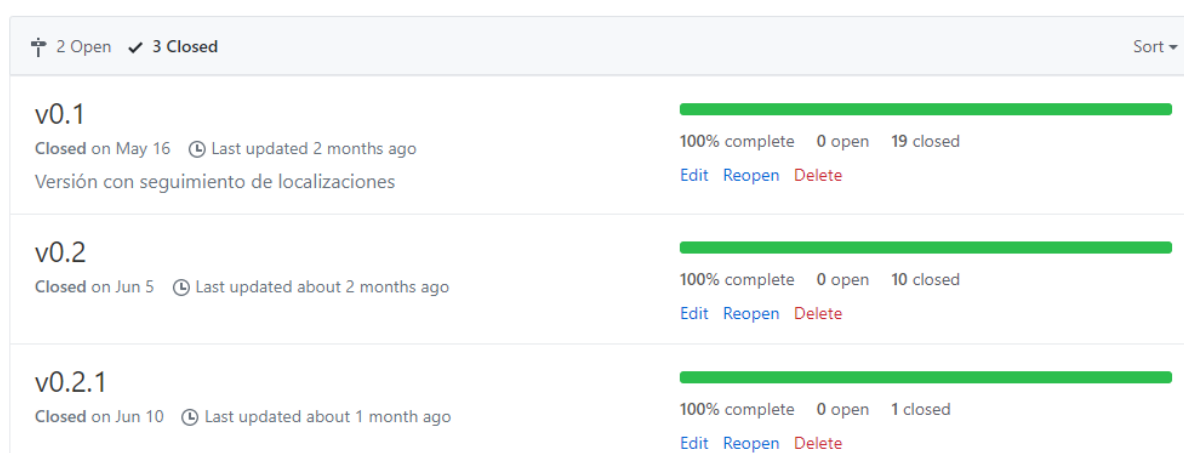 2 Open 3 Closed Sort
v0.1
Closed on May 16 Last updated 2 months ago
Versión con seguimiento de localizaciones
100% complete 0 open 19 closed
Edit Reopen Delete
v0.2
Closed on Jun 5 Last updated about 2 months ago
100% complete 0 open 10 closed
Edit Reopen Delete
v0.2.1
Closed on Jun 10 Last updated about 1 month ago
100% complete 0 open 1 closed
Edit Reopen Delete